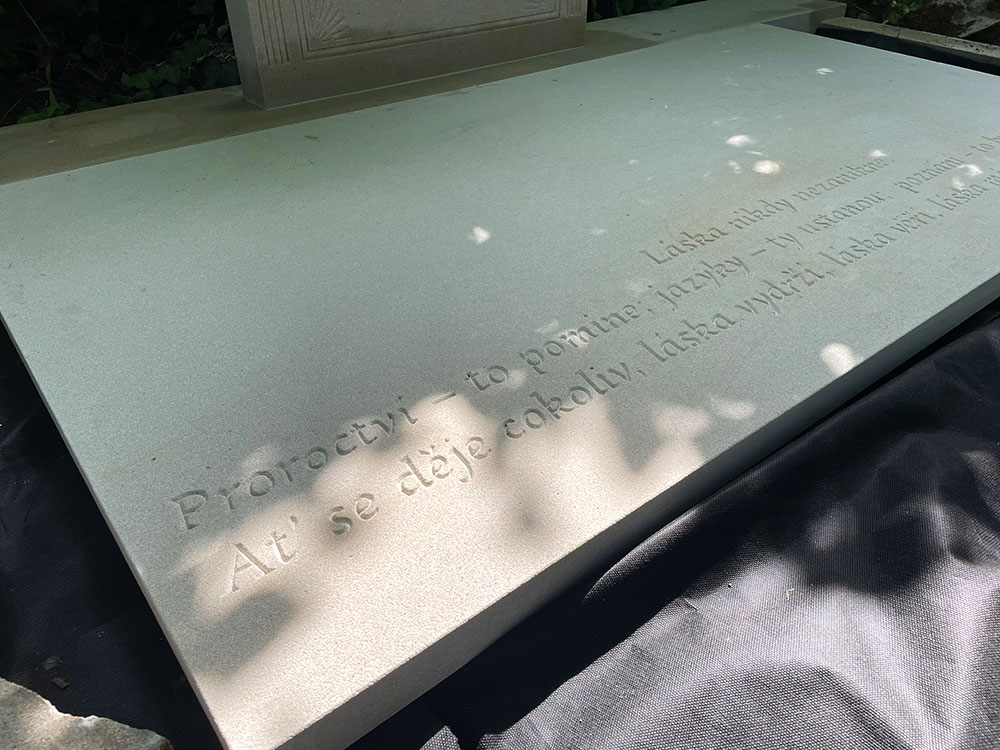 Láska nikdy nezanikne.
Proroctví – to pomine; jazyky – ty ustanou, poznání – to
Ať se děje cokoliv, láska vydrží, láska věří, láska